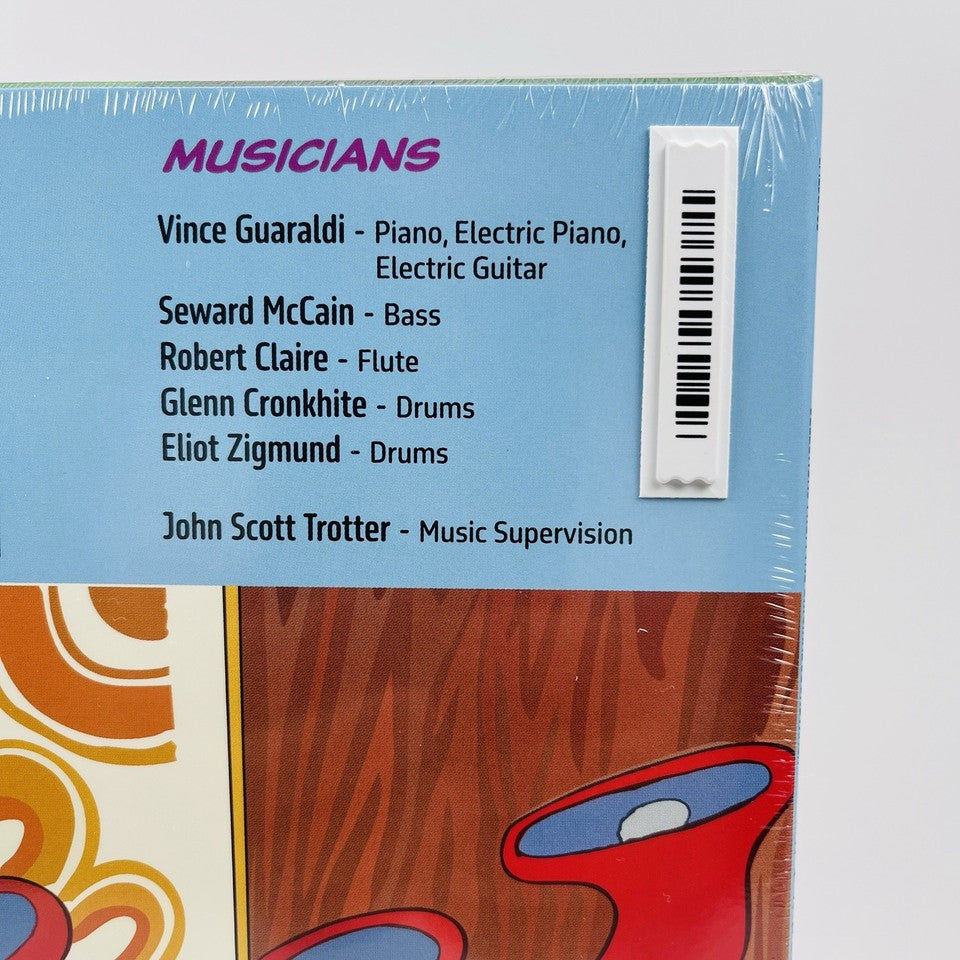 MUSICIANS
Vince Guaraldi - Piano, Electric Piano,
Electric Guitar
Seward McCain - Bass
Robert Claire - Flute
Glenn Cronkhite - Drums
Eliot Zigmund - Drums
John Scott Trotter - Music Supervision